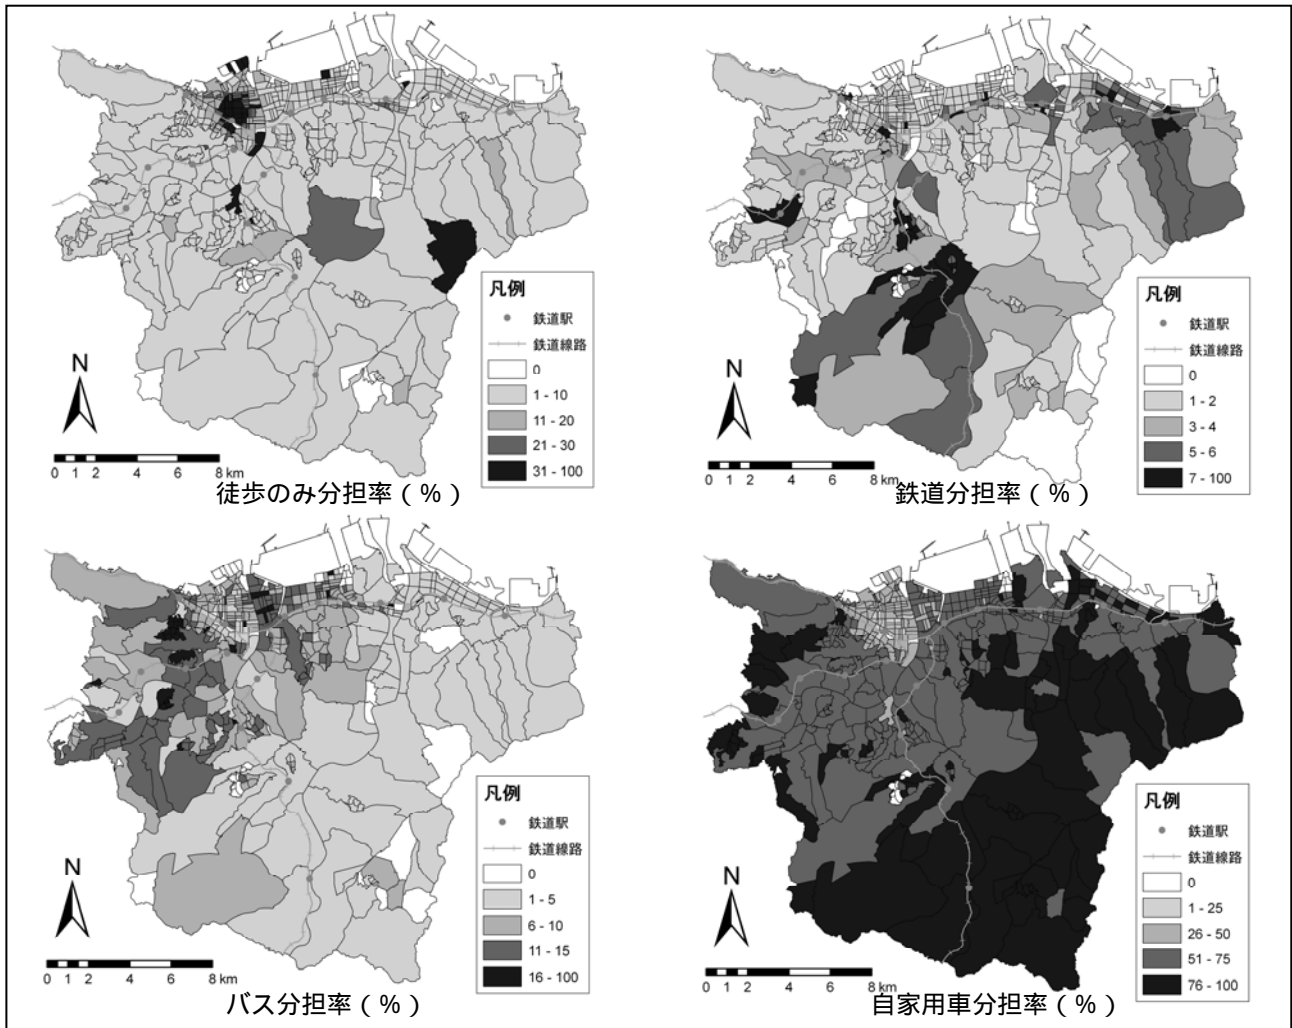 凡例
鉄道駅
鉄道線路
0
1 - 10
11 - 20
21 - 30
31 - 100
N
0 1 2 4 6 8 km
徒歩のみ分担率（%）
凡例
鉄道駅
鉄道線路
0
1 - 2
3 - 4
5 - 6
7 - 100
N
0 1 2 4 6 8 km
鉄道分担率（%）
凡例
鉄道駅
鉄道線路
0
1 - 5
6 - 10
11 - 15
16 - 100
N
0 1 2 4 6 8 km
バス分担率（%）
凡例
鉄道駅
鉄道線路
0
1 - 25
26 - 50
51 - 75
76 - 100
N
0 1 2 4 6 8 km
自家用車分担率（%）